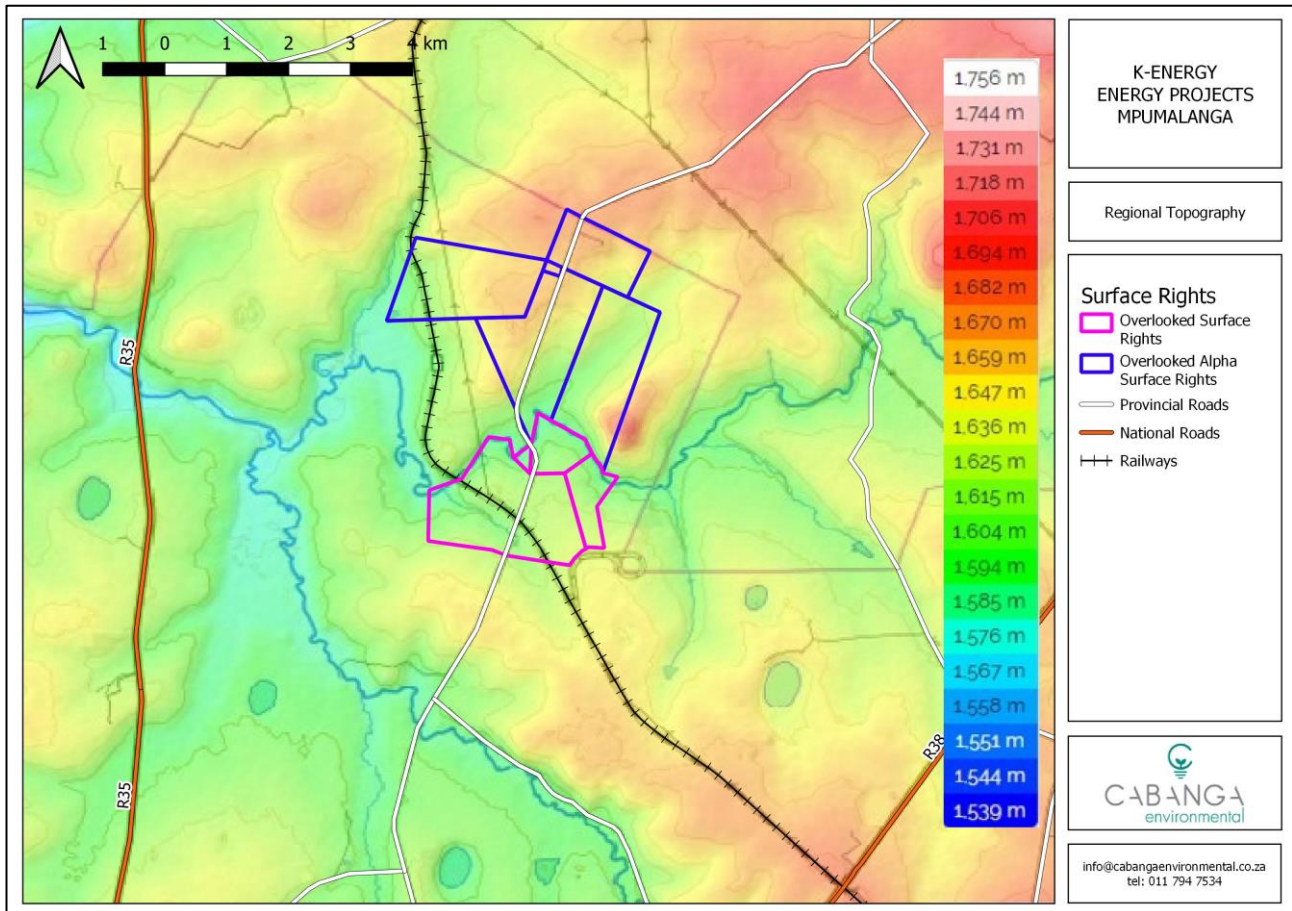 1 0 1 2 3 4 km
R35
R35
R38
1.756 m
1.744 m
1.731 m
1.718 m
1.706 m
1.694 m
1.682 m
1.670 m
1.659 m
1.647 m
1.636 m
1.625 m
1.615 m
1.604 m
1.594 m
1.585 m
1.576 m
1.567 m
1.558 m
1.551 m
1.544 m
1.539 m
K-ENERGY
ENERGY PROJECTS
MPUMALANGA
Regional Topography
Surface Rights
Overlooked Surface
Rights
Overlooked Alpha
Surface Rights
Provincial Roads
National Roads
Railways
CABANGA
environmental
info@cabangaenvironmental.co.za
tel: 011 794 7534